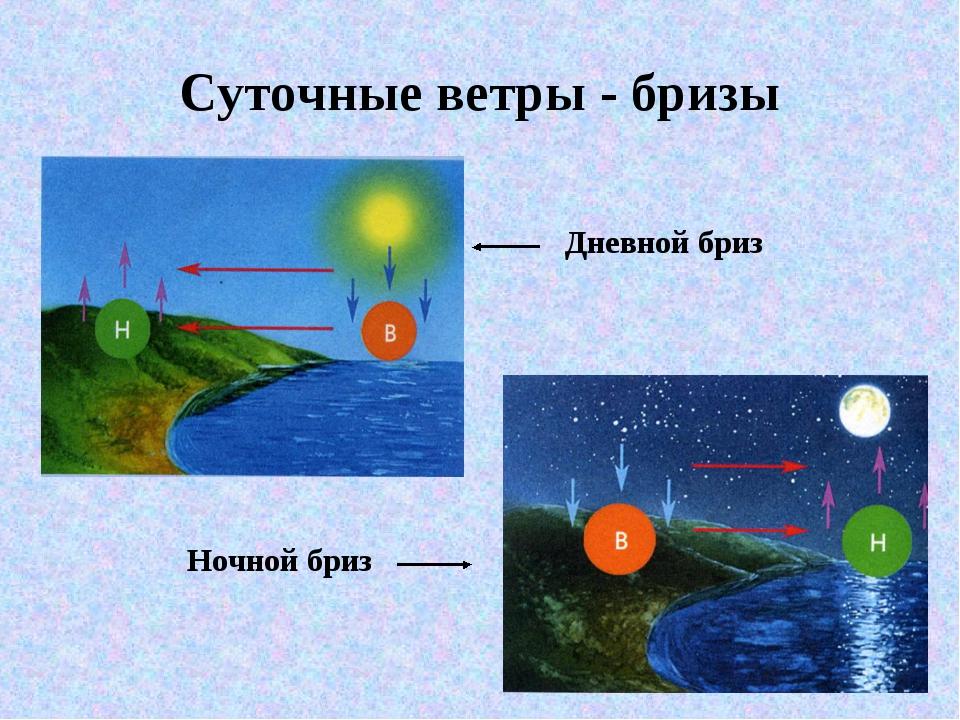 Суточные ветры - бризы
Дневной бриз
Н
В
Ночной бриз
В
Н